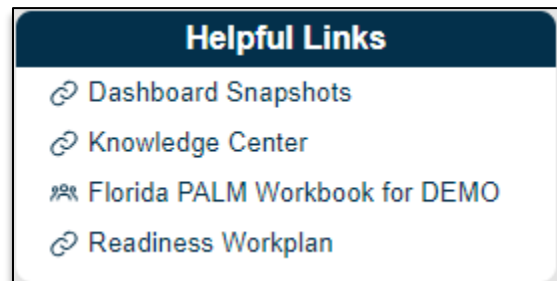 Helpful Links
Dashboard Snapshots
Knowledge Center
Florida PALM Workbook for DEMO
Readiness Workplan